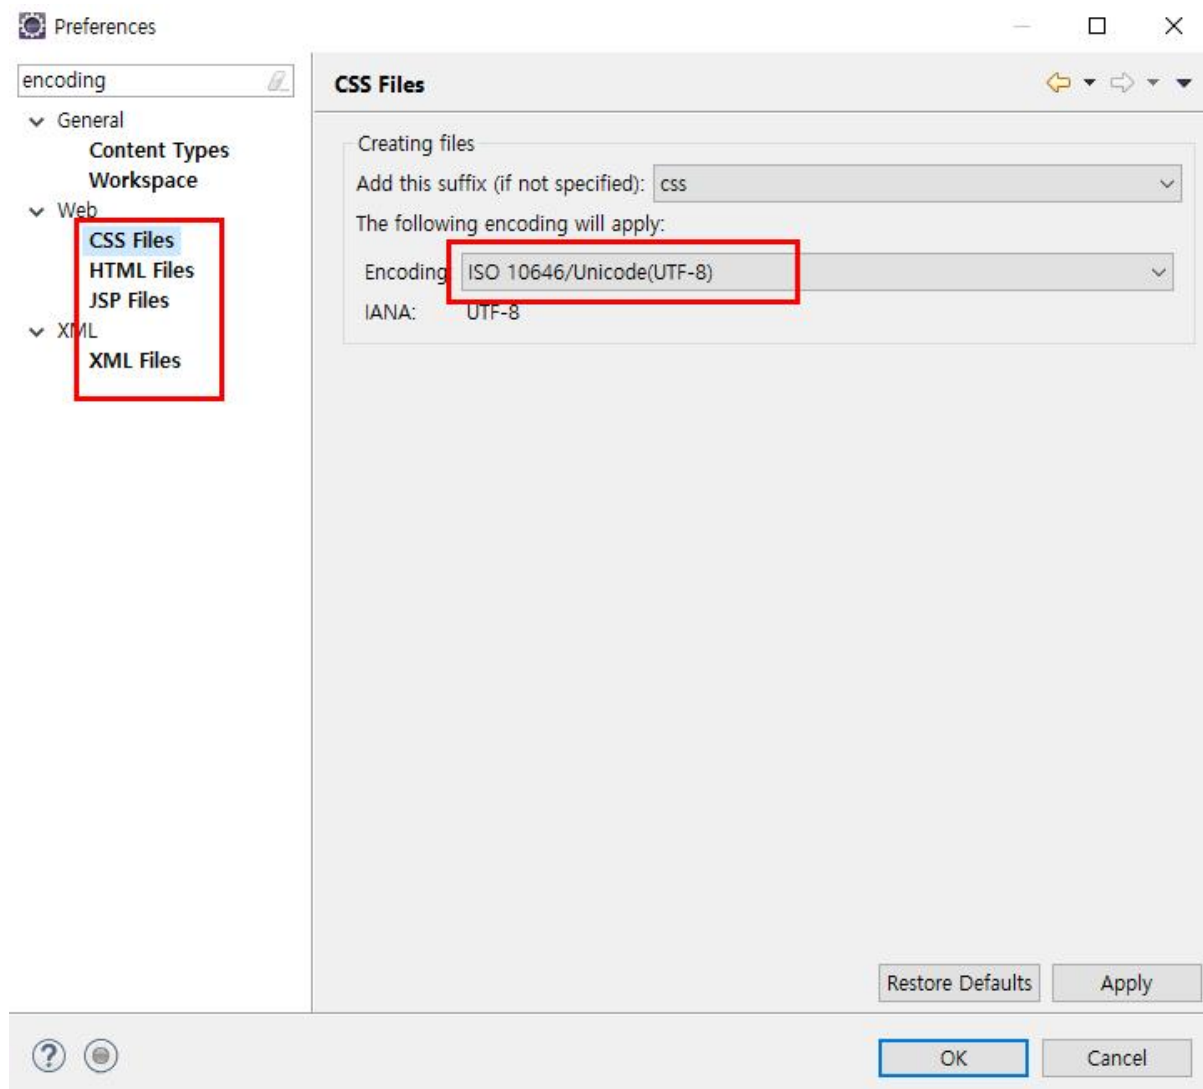 Preferences
encoding
General
Content Types
Workspace
Web
CSS Files
HTML Files
JSP Files
XML
XML Files
CSS Files
Creating files
Add this suffix (if not specified): css
The following encoding will apply:
Encoding: ISO 10646/Unicode(UTF-8)
IANA: UTF-8
Restore Defaults Apply
? OK Cancel